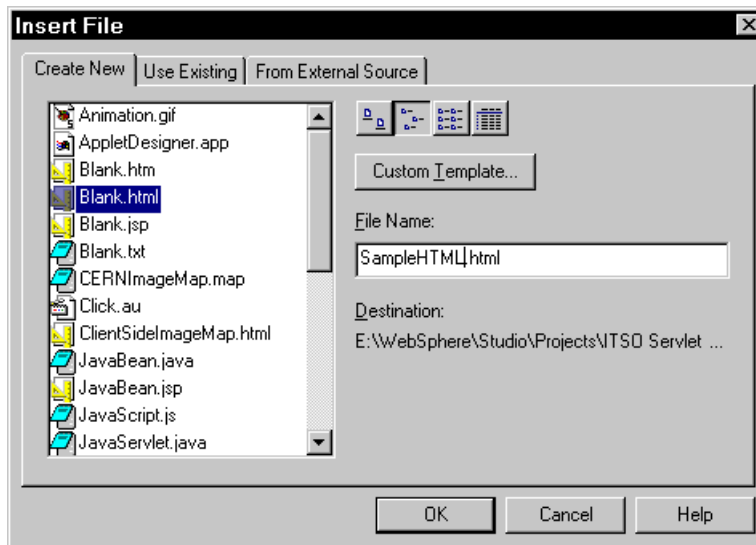 Insert File
Create New
Use Existing
From External Source
Animation.gif
AppletDesigner.app
Blank.htm
Blank.html
Blank.jsp
Blank.txt
CERNImageMap.map
Click.au
ClientSideImageMap.html
JavaBean.java
JavaBean.jsp
JavaScript.js
JavaServlet.java
Custom Template...
File Name:
SampleHTML.html
Destination:
E:\WebSphere\Studio\Projects\ITSO Servlet ...
OK
Cancel
Help